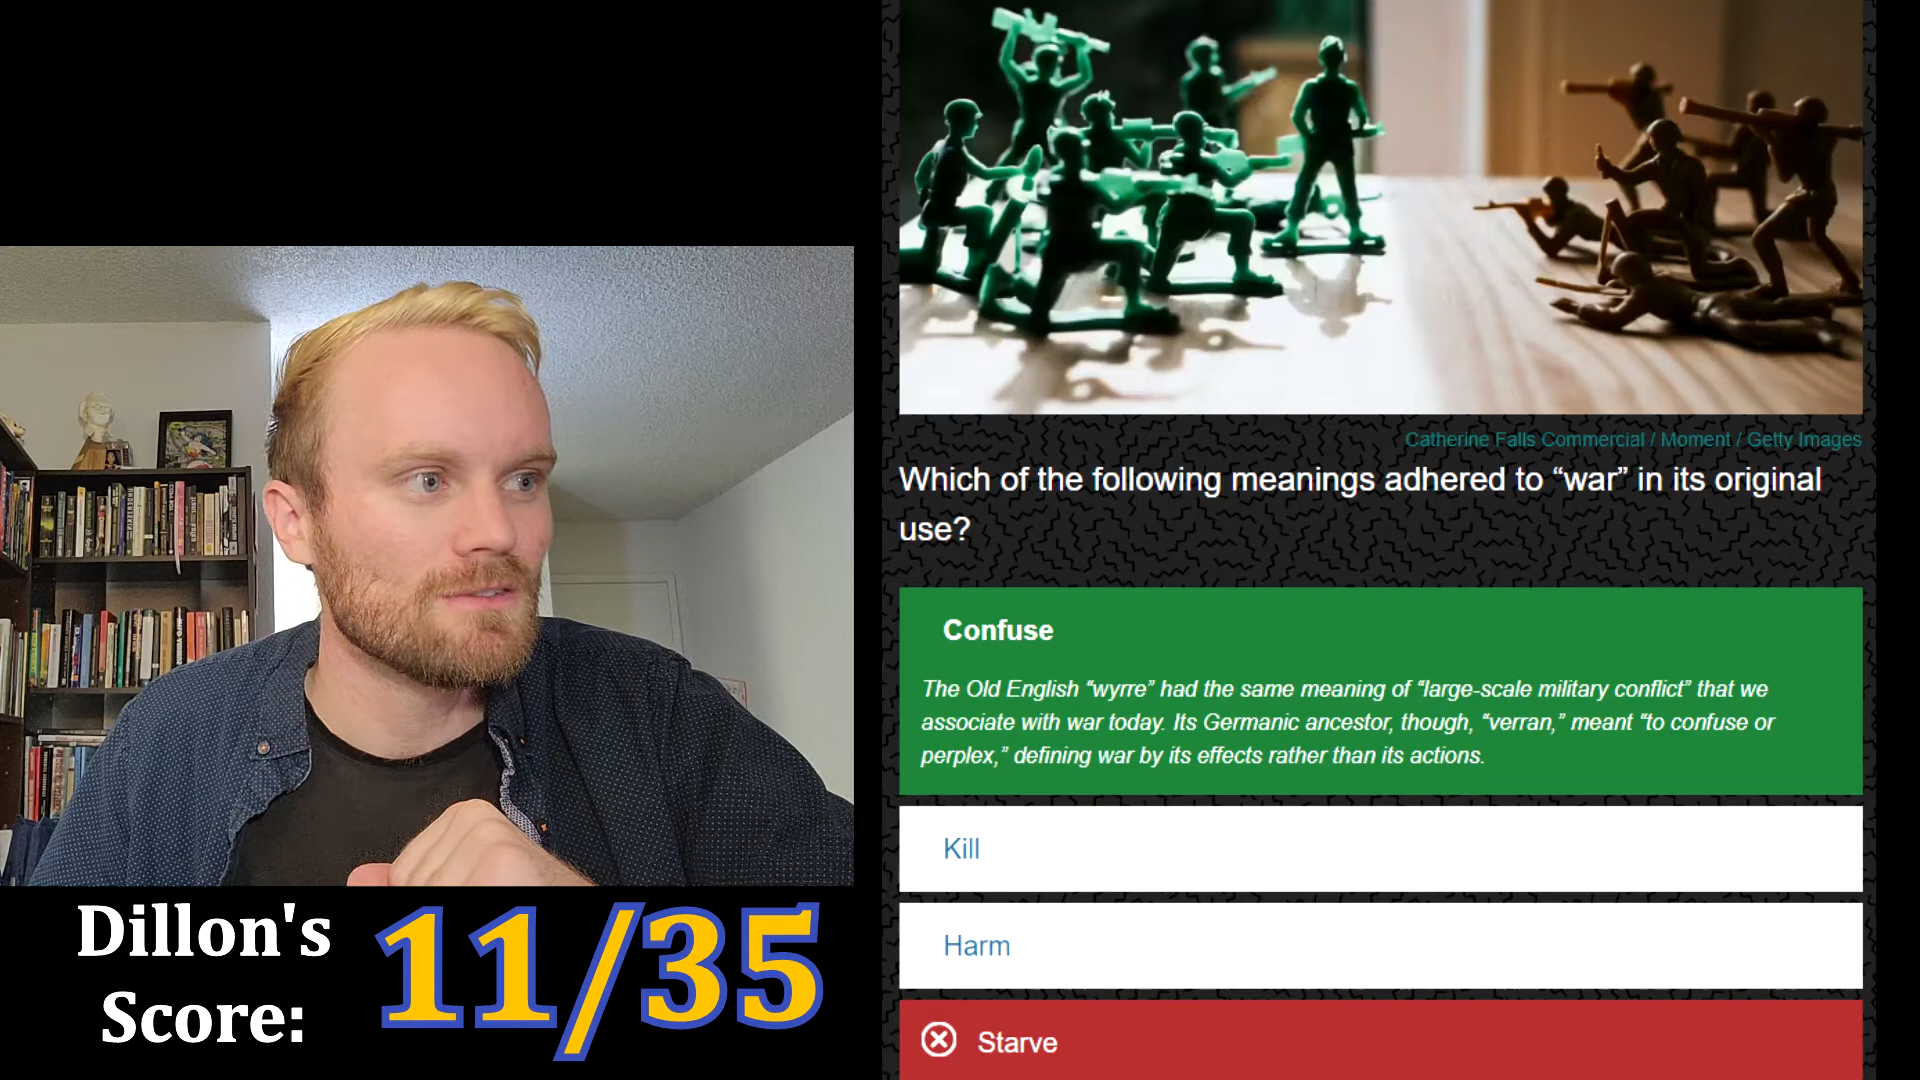 Catherine Falls Commercial / Moment / Getty Images
Which of the following meanings adhered to “war” in its original
use?
Confuse
The Old English “wyrre” had the same meaning of “large-scale military conflict” that we
associate with war today. Its Germanic ancestor, though, “verran,” meant “to confuse or
perplex,” defining war by its effects rather than its actions.
Kill
Harm
Starve
Dillon's
Score:
11/35